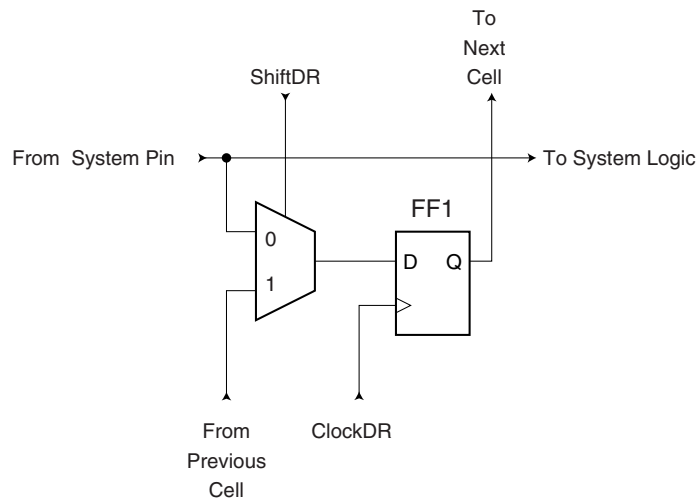 To
Next
Cell
ShiftDR
From System Pin
To System Logic
FF1
0
D Q
1
From
Previous
Cell
ClockDR